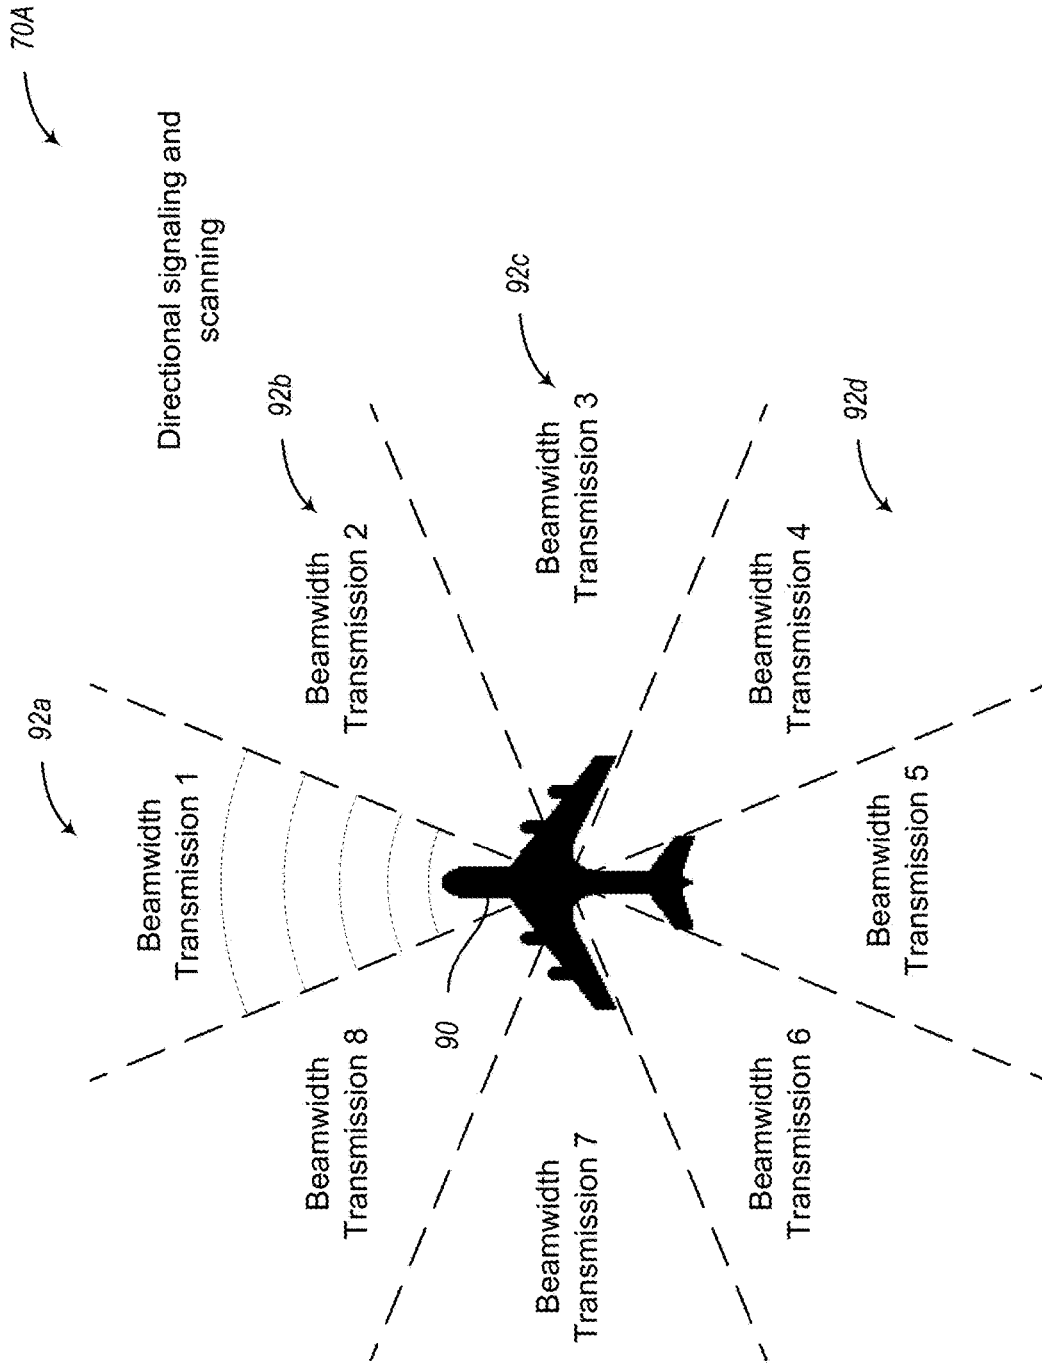 70A
Directional signaling and
scanning
92a
Beamwidth
Transmission 1
92b
Beamwidth
Transmission 2
92c
Beamwidth
Transmission 3
92d
Beamwidth
Transmission 4
Beamwidth
Transmission 5
Beamwidth
Transmission 6
Beamwidth
Transmission 7
Beamwidth
Transmission 8
90